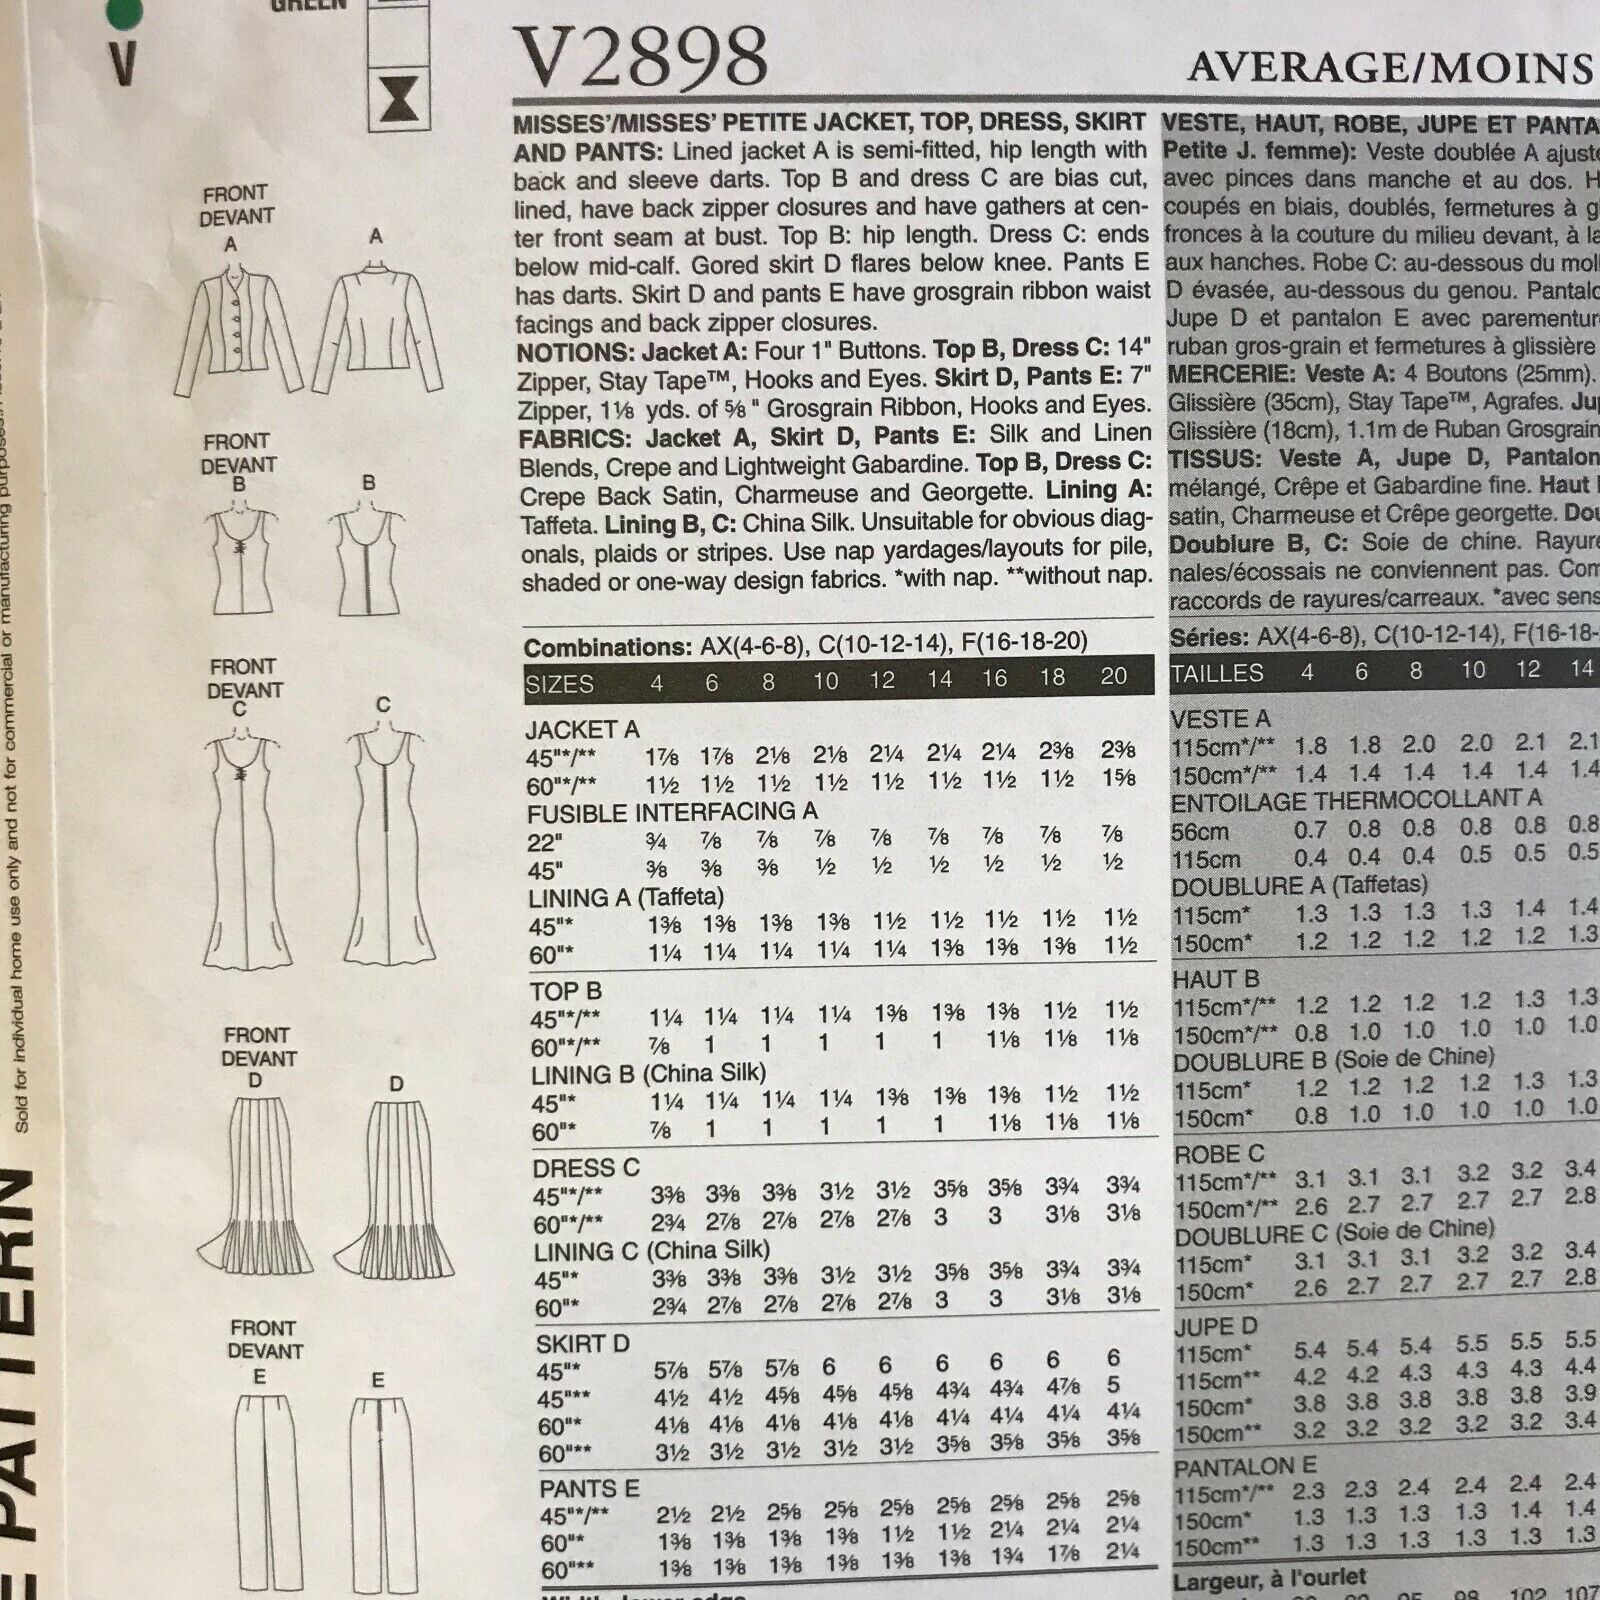 GREEN
V
V2898
AVERAGE/MOINS
MISSES'/MISSES' PETITE JACKET, TOP, DRESS, SKIRT
AND PANTS: Lined jacket A is semi-fitted, hip length with
back and sleeve darts. Top B and dress C are bias cut,
lined, have back zipper closures and have gathers at cen-
ter front seam at bust. Top B: hip length. Dress C: ends
below mid-calf. Gored skirt D flares below knee. Pants E
has darts. Skirt D and pants E have grosgrain ribbon waist
facings and back zipper closures.
NOTIONS: Jacket A: Four 1" Buttons. Top B, Dress C: 14"
Zipper, Stay Tape™, Hooks and Eyes. Skirt D, Pants E: 7"
Zipper, 1⅛ yds. of ⅝" Grosgrain Ribbon, Hooks and Eyes.
FABRICS: Jacket A, Skirt D, Pants E: Silk and Linen
Blends, Crepe and Lightweight Gabardine. Top B, Dress C:
Crepe Back Satin, Charmeuse and Georgette. Lining A:
Taffeta. Lining B, C: China Silk. Unsuitable for obvious diag-
onals, plaids or stripes. Use nap yardages/layouts for pile,
shaded or one-way design fabrics. *with nap. **without nap.
Combinations: AX(4-6-8), C(10-12-14), F(16-18-20)
SIZES 4 6 8 10 12 14 16 18 20
JACKET A
45"*/** 1⅞ 1⅞ 2⅛ 2⅛ 2¼ 2¼ 2¼ 2⅜ 2⅜
60"*/** 1½ 1½ 1½ 1½ 1½ 1½ 1½ 1½ 1⅝
FUSIBLE INTERFACING A
22" ¾ ⅞ ⅞ ⅞ ⅞ ⅞ ⅞ ⅞ ⅞
45" ⅜ ⅜ ⅜ ½ ½ ½ ½ ½ ½
LINING A (Taffeta)
45"* 1⅜ 1⅜ 1⅜ 1⅜ 1½ 1½ 1½ 1½ 1½
60"* 1¼ 1¼ 1¼ 1¼ 1¼ 1⅜ 1⅜ 1⅜ 1½
TOP B
45"*/** 1¼ 1¼ 1¼ 1¼ 1⅜ 1⅜ 1⅜ 1½ 1½
60"*/** ⅞ 1 1 1 1 1 1⅛ 1⅛ 1⅛
LINING B (China Silk)
45"* 1¼ 1¼ 1¼ 1¼ 1⅜ 1⅜ 1⅜ 1½ 1½
60"* ⅞ 1 1 1 1 1 1⅛ 1⅛ 1⅛
DRESS C
45"*/** 3⅜ 3⅜ 3⅜ 3½ 3½ 3⅝ 3⅝ 3¾ 3¾
60"*/** 2¾ 2⅞ 2⅞ 2⅞ 2⅞ 3 3 3⅛ 3⅛
LINING C (China Silk)
45"* 3⅜ 3⅜ 3⅜ 3½ 3½ 3⅝ 3⅝ 3¾ 3¾
60"* 2¾ 2⅞ 2⅞ 2⅞ 2⅞ 3 3 3⅛ 3⅛
SKIRT D
45"* 5⅞ 5⅞ 5⅞ 6 6 6 6 6 6
45"** 4½ 4½ 4⅝ 4⅝ 4⅝ 4¾ 4¾ 4⅞ 5
60"* 4⅛ 4⅛ 4⅛ 4⅛ 4⅛ 4¼ 4¼ 4¼ 4¼
60"** 3½ 3½ 3½ 3½ 3½ 3⅝ 3⅝ 3⅝ 3⅝
PANTS E
45"*/** 2½ 2½ 2⅝ 2⅝ 2⅝ 2⅝ 2⅝ 2⅝ 2⅝
60"* 1⅜ 1⅜ 1⅜ 1⅜ 1½ 1½ 2¼ 2¼ 2¼
60"** 1⅜ 1⅜ 1⅜ 1⅜ 1⅜ 1⅜ 1¾ 1⅞ 2¼
VESTE, HAUT, ROBE, JUPE ET PANTA
Petite J. femme): Veste doublée A ajusté
avec pinces dans manche et au dos. H
coupés en biais, doublés, fermetures à g
fronces à la couture du milieu devant, à la
aux hanches. Robe C: au-dessous du moll
D évasée, au-dessous du genou. Pantalo
Jupe D et pantalon E avec parementur
ruban gros-grain et fermetures à glissière
MERCERIE: Veste A: 4 Boutons (25mm).
Glissière (35cm), Stay Tape™, Agrafes. Jup
Glissière (18cm), 1.1m de Ruban Grosgrain
TISSUS: Veste A, Jupe D, Pantalon
mélangé, Crêpe et Gabardine fine. Haut
satin, Charmeuse et Crêpe georgette. Dou
Doublure B, C: Soie de chine. Rayure
nales/écossais ne conviennent pas. Com
raccords de rayures/carreaux. *avec sens
Séries: AX(4-6-8), C(10-12-14), F(16-18-
TAILLES 4 6 8 10 12 14
VESTE A
115cm*/** 1.8 1.8 2.0 2.0 2.1 2.1
150cm*/** 1.4 1.4 1.4 1.4 1.4 1.4
ENTOILAGE THERMOCOLLANT A
56cm 0.7 0.8 0.8 0.8 0.8 0.8
115cm 0.4 0.4 0.4 0.5 0.5 0.5
DOUBLURE A (Taffetas)
115cm* 1.3 1.3 1.3 1.3 1.4 1.4
150cm* 1.2 1.2 1.2 1.2 1.2 1.3
HAUT B
115cm*/** 1.2 1.2 1.2 1.2 1.3 1.3
150cm*/** 0.8 1.0 1.0 1.0 1.0 1.0
DOUBLURE B (Soie de Chine)
115cm* 1.2 1.2 1.2 1.2 1.3 1.3
150cm* 0.8 1.0 1.0 1.0 1.0 1.0
ROBE C
115cm*/** 3.1 3.1 3.1 3.2 3.2 3.4
150cm*/** 2.6 2.7 2.7 2.7 2.7 2.8
DOUBLURE C (Soie de Chine)
115cm* 3.1 3.1 3.1 3.2 3.2 3.4
150cm* 2.6 2.7 2.7 2.7 2.7 2.8
JUPE D
115cm* 5.4 5.4 5.4 5.5 5.5 5.5
115cm** 4.2 4.2 4.3 4.3 4.3 4.4
150cm* 3.8 3.8 3.8 3.8 3.8 3.9
150cm** 3.2 3.2 3.2 3.2 3.2 3.4
PANTALON E
115cm*/** 2.3 2.3 2.4 2.4 2.4 2.4
150cm* 1.3 1.3 1.3 1.3 1.4 1.4
150cm** 1.3 1.3 1.3 1.3 1.3 1.3
Largeur, à l'ourlet
95 98 102 107
FRONT
DEVANT
A A
FRONT
DEVANT
B B
FRONT
DEVANT
C C
FRONT
DEVANT
D D
FRONT
DEVANT
E E
Sold for individual home use only and not for commercial or manufacturing purposes.
PATTERN